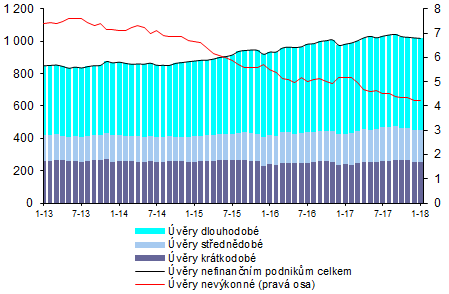 1 200
1 000
800
600
400
200
0
8
7
6
5
4
3
2
1
0
1-13 7-13 1-14 7-14 1-15 7-15 1-16 7-16 1-17 7-17 1-18
Úvěry dlouhodobé
Úvěry střednědobé
Úvěry krátkodobé
Úvěry nefinančním podnikům celkem
Úvěry nevýkonné (pravá osa)